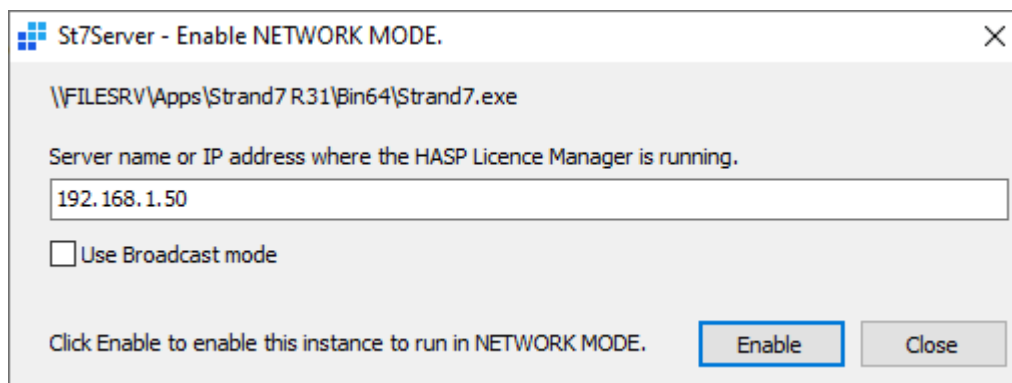 St7Server - Enable NETWORK MODE.
\\FILESRV\Apps\Strand7 R31\Bin64\Strand7.exe
Server name or IP address where the HASP Licence Manager is running.
192.168.1.50
Use Broadcast mode
Click Enable to enable this instance to run in NETWORK MODE. Enable Close